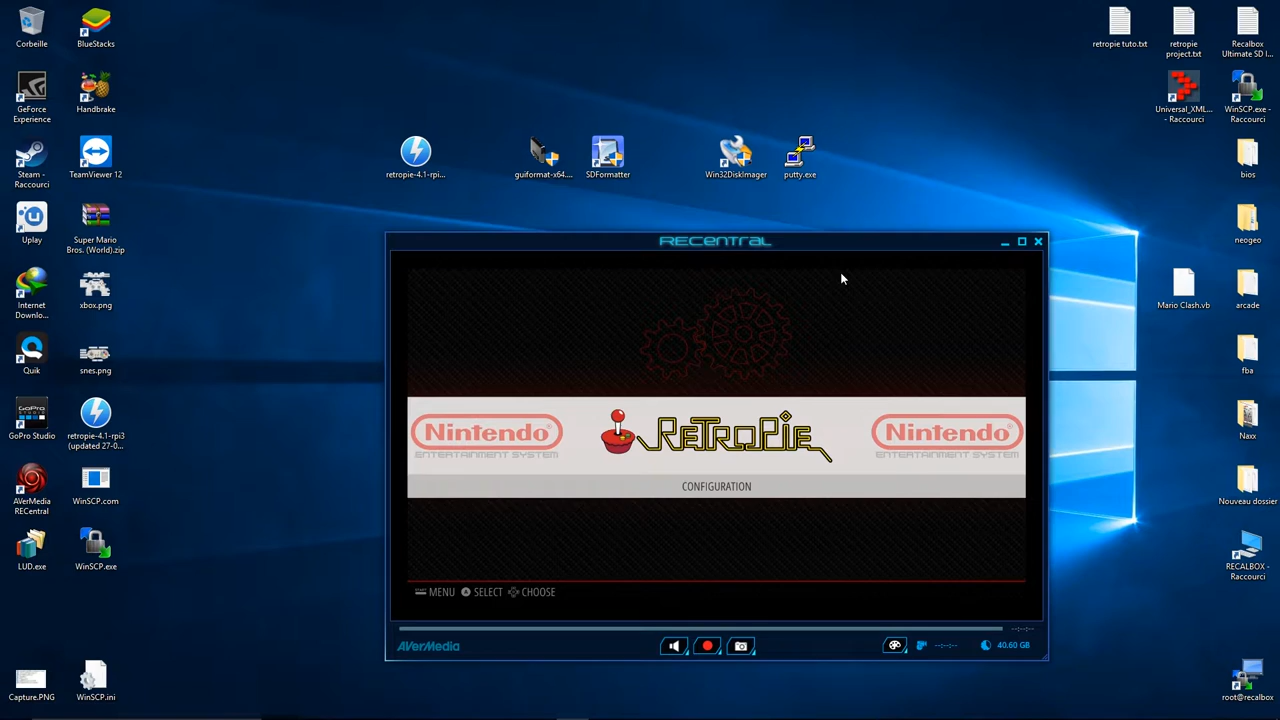 Corbeille
BlueStacks
GeForce
Experience
Handbrake
Steam -
Raccourci
TeamViewer 12
Uplay
Super Mario
Bros. (World).zip
Internet
Downlo...
xbox.png
Quik
snes.png
GoPro Studio
retropie-4.1-rpi3
(updated 27-0...
AVerMedia
RECentral
WinSCP.com
LUD.exe
WinSCP.exe
Capture.PNG
WinSCP.ini
retropie-4.1-rpi...
guiformat-x64....
SDFormatter
Win32DiskImager
putty.exe
retropie tuto.txt
retropie
project.txt
Recalbox
Ultimate SD I...
Universal_XML...
- Raccourci
WinSCP.exe -
Raccourci
bios
neogeo
Mario Clash.vb
arcade
fba
Naxx
Nouveau dossier
RECALBOX -
Raccourci
root@recalbox
RECENTRAL
Nintendo
ENTERTAINMENT SYSTEM
RETROPIE
Nintendo
ENTERTAINMENT SYSTEM
CONFIGURATION
START MENU A SELECT CHOOSE
--:--:--
AVerMedia
--:--:--
40.60 GB